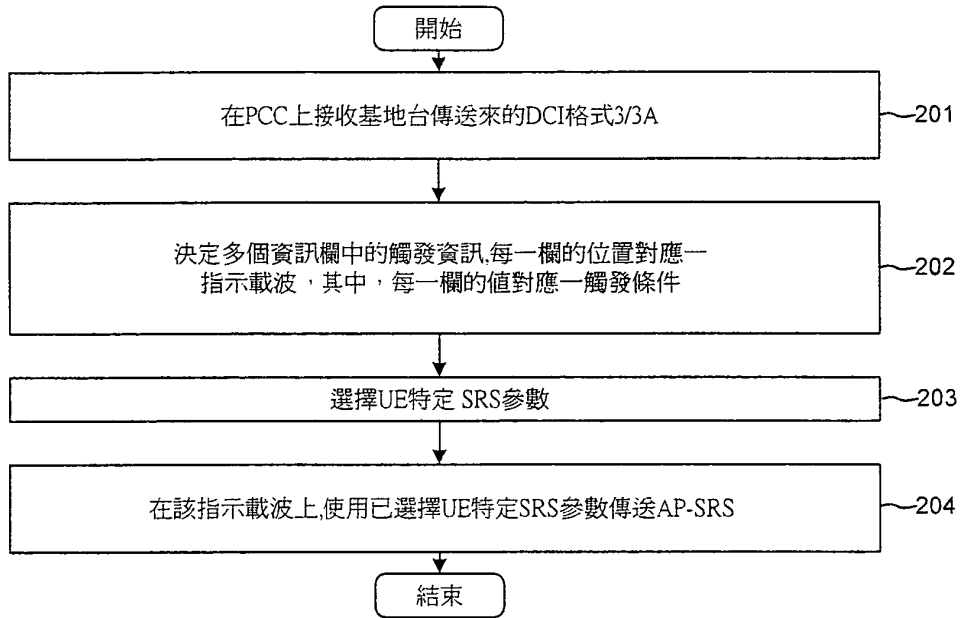 開始
在PCC上接收基地台傳送來的DCI格式3/3A
201
決定多個資訊欄中的觸發資訊,每一欄的位置對應一
指示載波，其中，每一欄的值對應一觸發條件
202
選擇UE特定 SRS參數
203
在該指示載波上,使用已選擇UE特定SRS參數傳送AP-SRS
204
結束